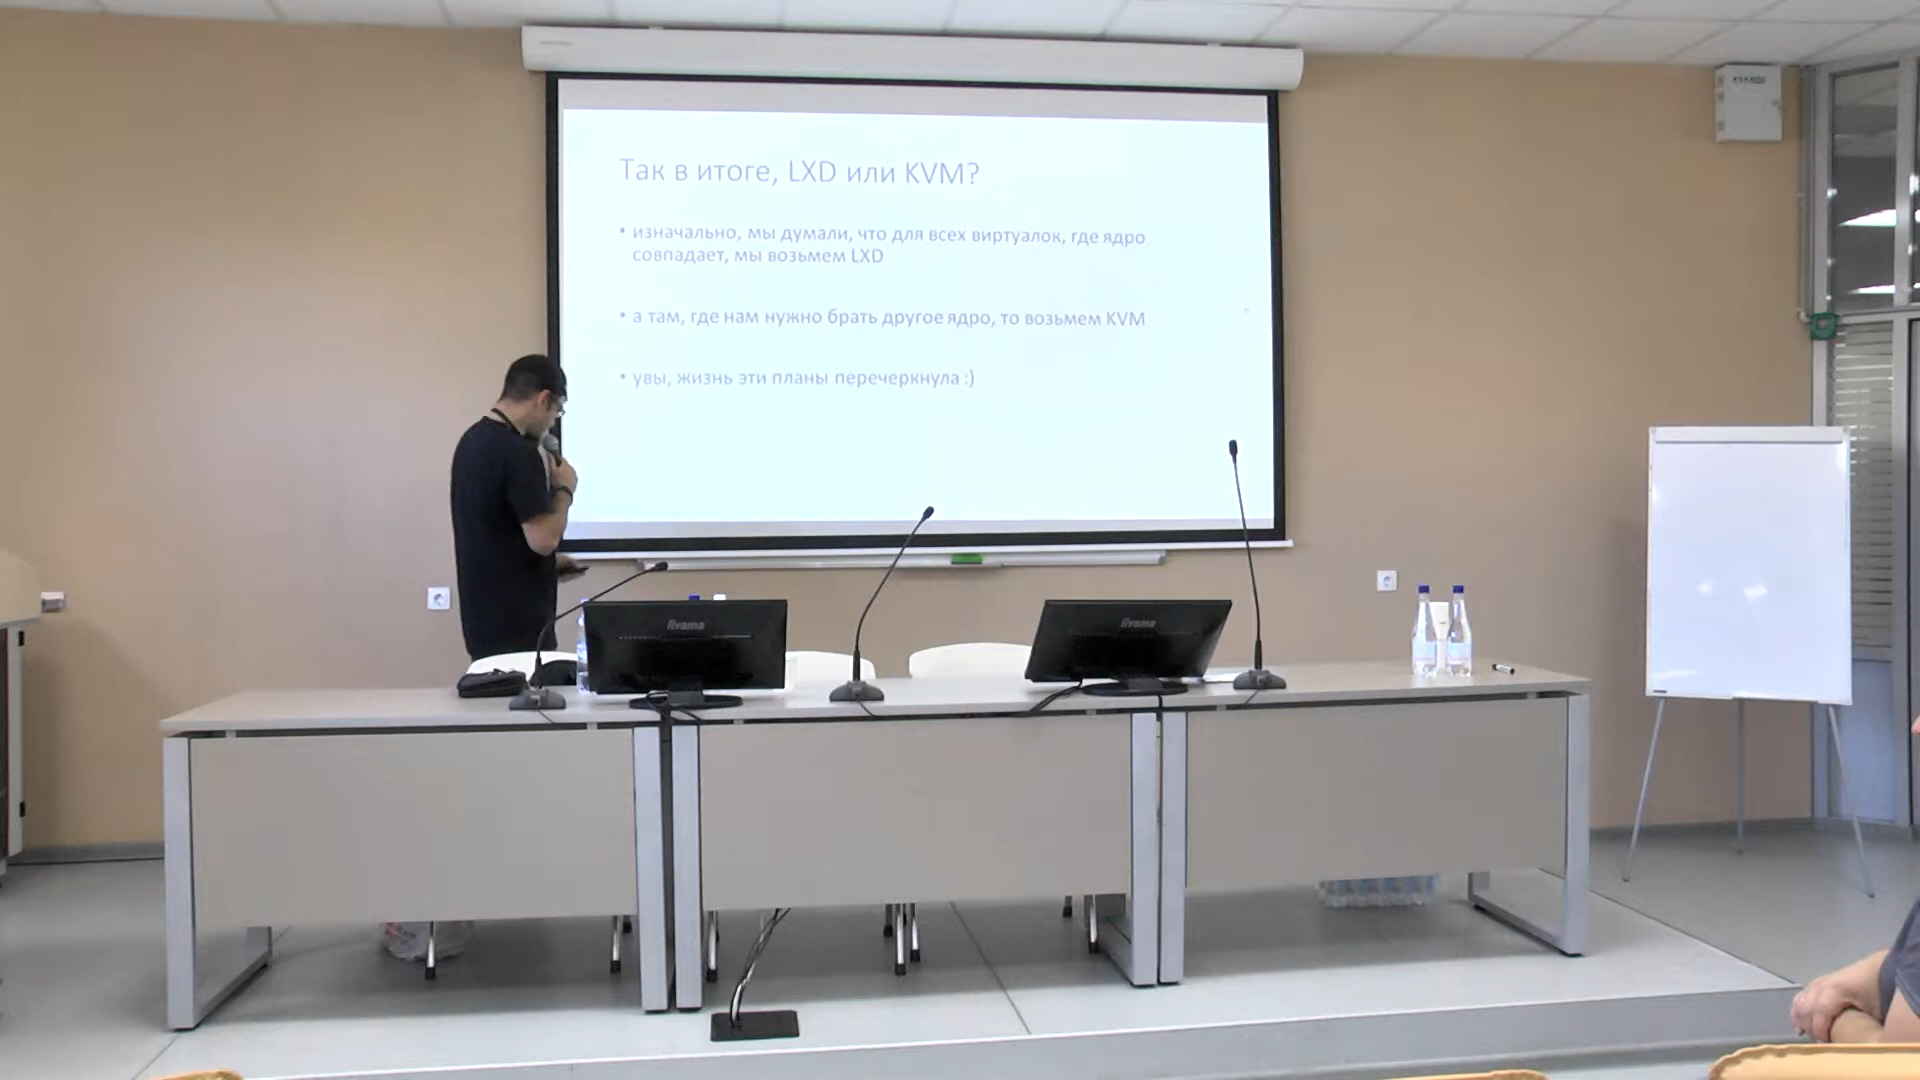 Так в итоге, LXD или KVM?
• изначально, мы думали, что для всех виртуалок, где ядро
совпадает, мы возьмем LXD
• а там, где нам нужно брать другое ядро, то возьмем KVM
• увы, жизнь эти планы перечеркнула :)
iiyama
iiyama